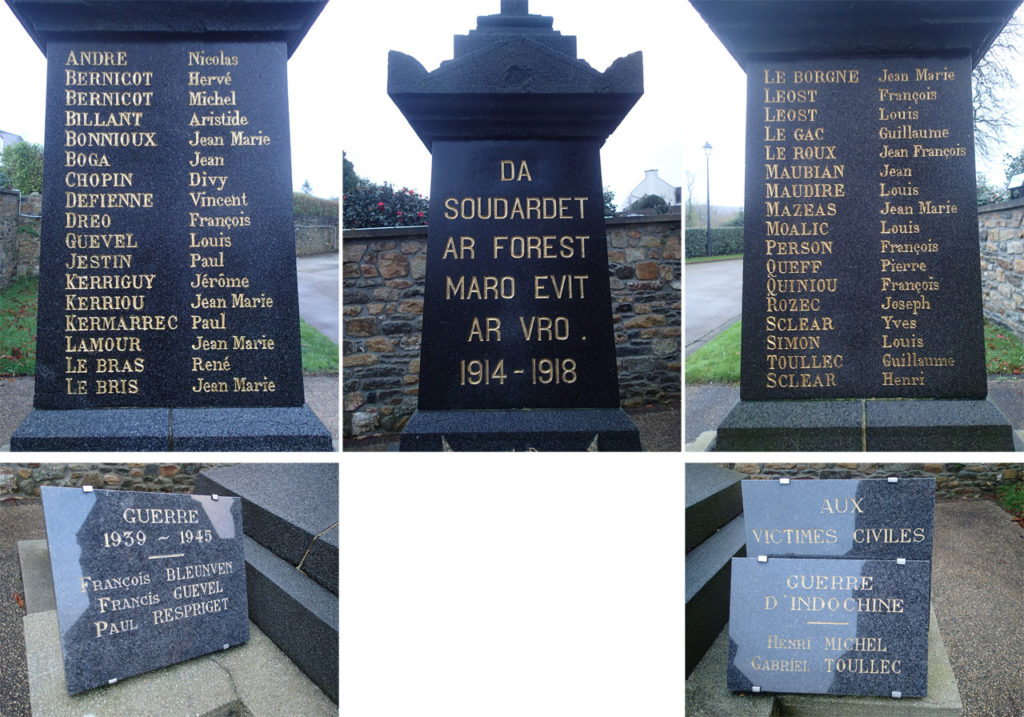 ANDRE Nicolas
BERNICOT Hervé
BERNICOT Michel
BILLANT Aristide
BONNIOUX Jean Marie
BOGA Jean
CHOPIN Divy
DEFIENNE Vincent
DREO François
GUEVEL Louis
JESTIN Paul
KERRIGUY Jérôme
KERRIOU Jean Marie
KERMARREC Paul
LAMOUR Jean Marie
LE BRAS René
LE BRIS Jean Marie
DA
SOUDARDET
AR FOREST
MARO EVIT
AR VRO.
1914-1918
LE BORGNE Jean Marie
LEOST François
LEOST Louis
LE GAC Guillaume
LE ROUX Jean François
MAUBIAN Jean
MAUDIRE Louis
MAZEAS Jean Marie
MOALIC Louis
PERSON François
QUEFF Pierre
QUINIOU François
ROZEC Joseph
SCLEAR Yves
SIMON Louis
TOULLEC Guillaume
SCLEAR Henri
GUERRE
1939 ~ 1945
François BLEUNVEN
Francis GUEVEL
Paul RESPRIGET
AUX
VICTIMES CIVILES
GUERRE
D'INDOCHINE
Henri MICHEL
Gabriel TOULLEC